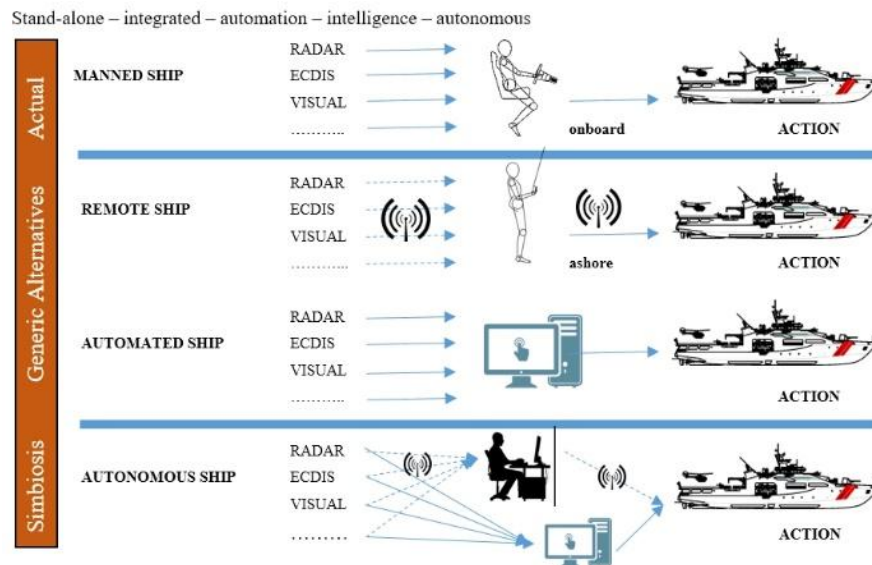 Stand-alone – integrated – automation – intelligence – autonomous
Actual
MANNED SHIP
RADAR
ECDIS
VISUAL
...........
onboard
ACTION
Generic Alternatives
REMOTE SHIP
RADAR
ECDIS
VISUAL
...........
ashore
ACTION
AUTOMATED SHIP
RADAR
ECDIS
VISUAL
...........
ACTION
Simbiosis
AUTONOMOUS SHIP
RADAR
ECDIS
VISUAL
.........
ACTION